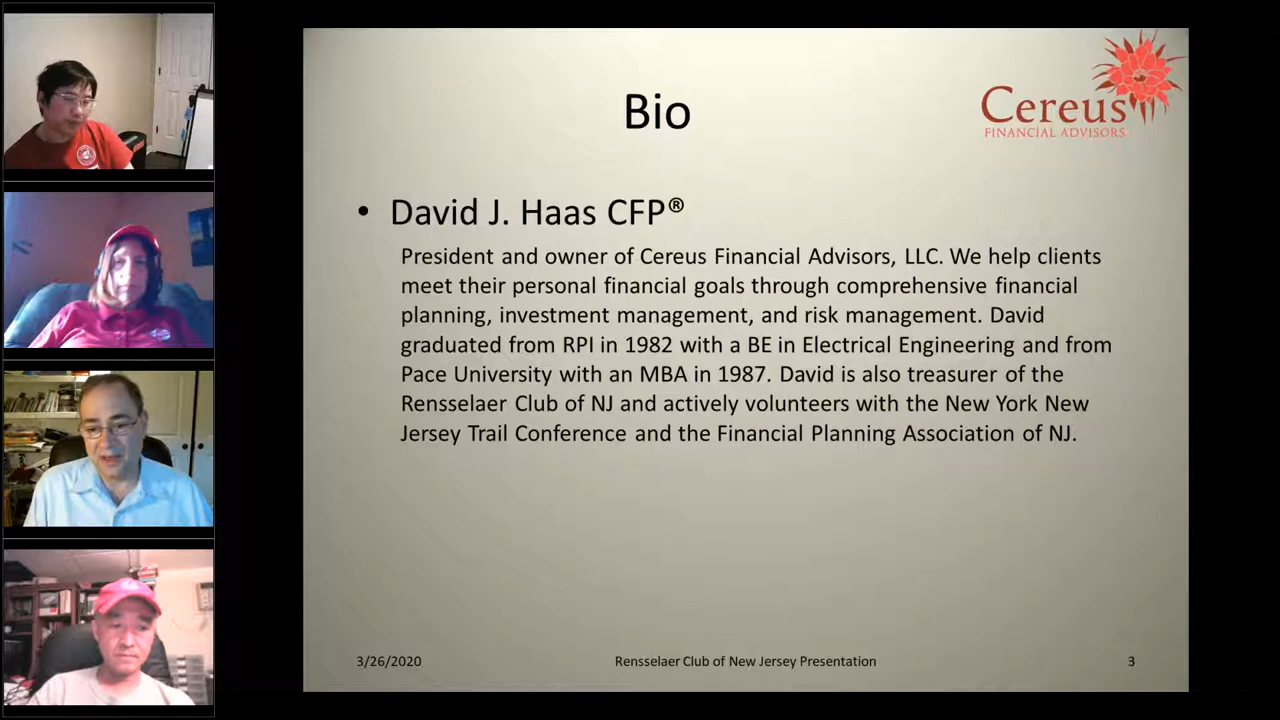 Bio
Cereus
FINANCIAL ADVISORS
• David J. Haas CFP®
President and owner of Cereus Financial Advisors, LLC. We help clients
meet their personal financial goals through comprehensive financial
planning, investment management, and risk management. David
graduated from RPI in 1982 with a BE in Electrical Engineering and from
Pace University with an MBA in 1987. David is also treasurer of the
Rensselaer Club of NJ and actively volunteers with the New York New
Jersey Trail Conference and the Financial Planning Association of NJ.
3/26/2020
Rensselaer Club of New Jersey Presentation
3